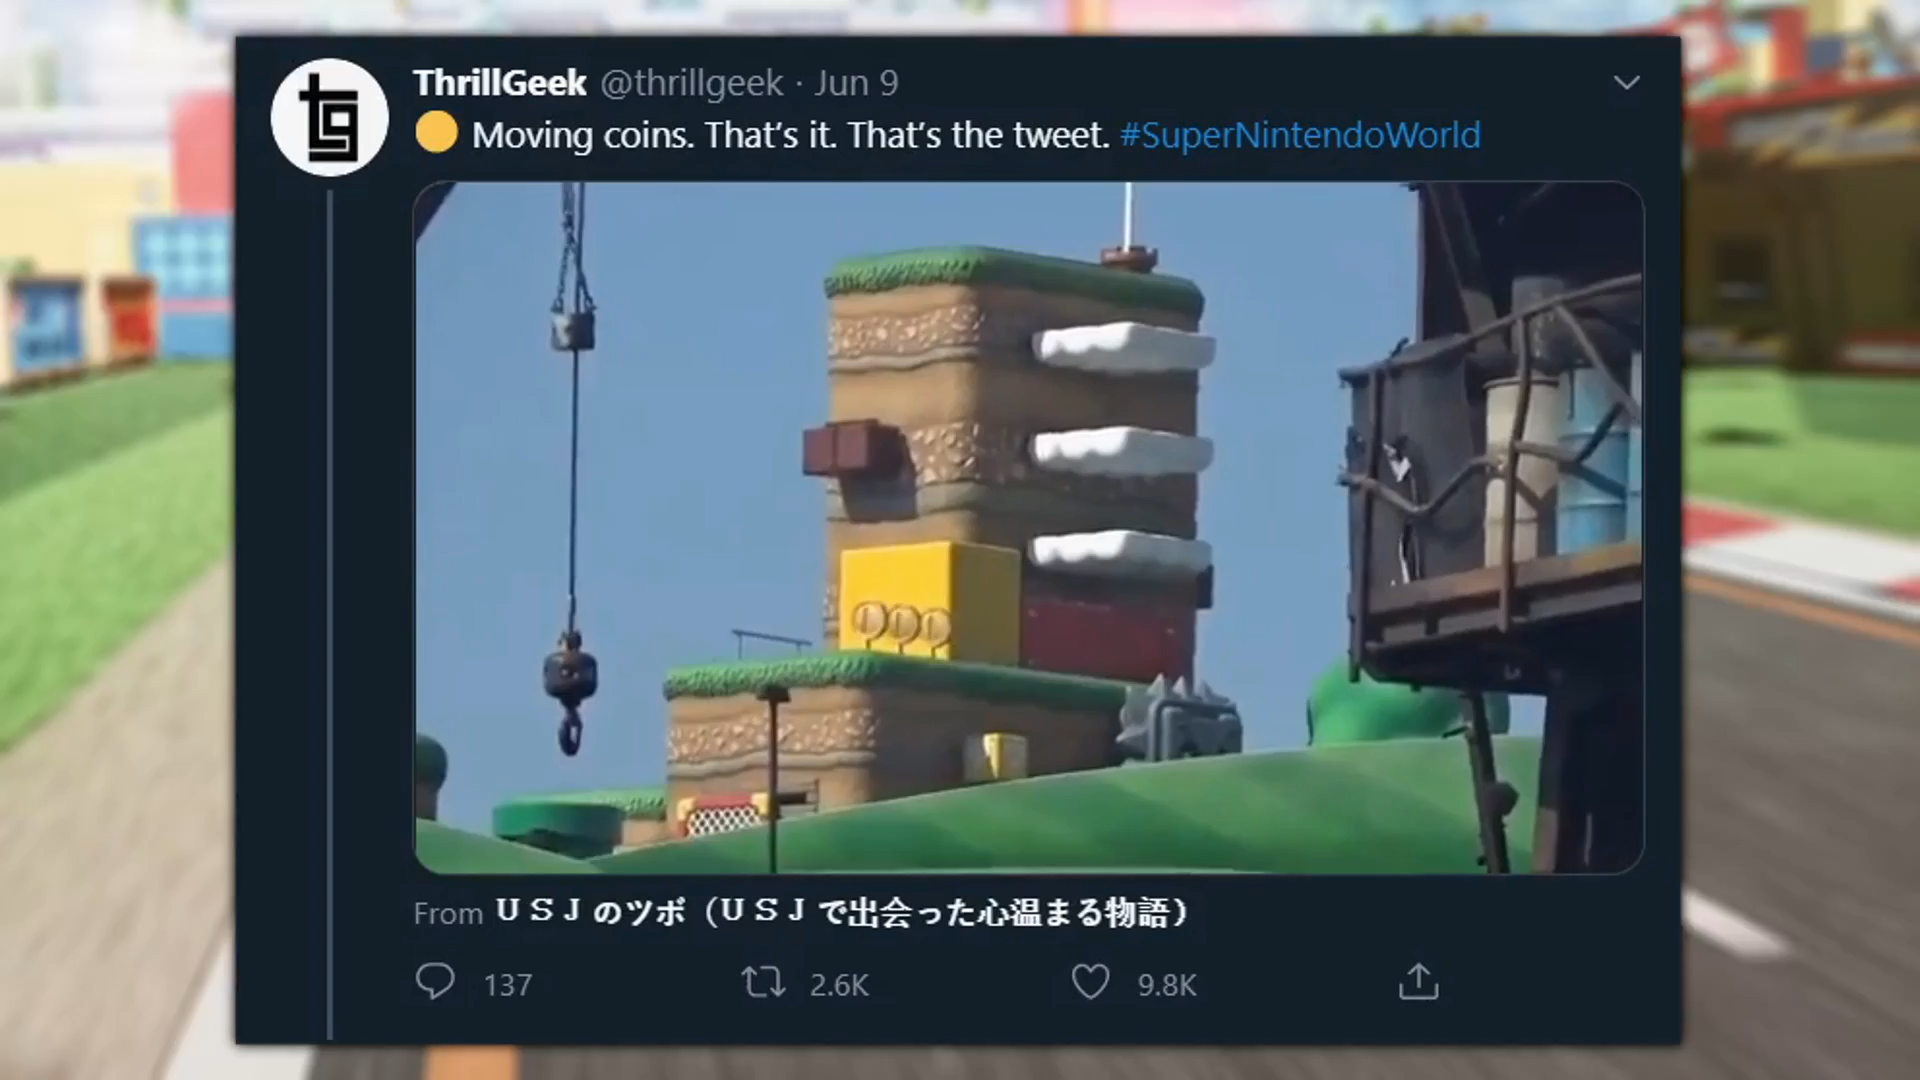 tg
ThrillGeek @thrillgeek · Jun 9
Moving coins. That's it. That's the tweet. #SuperNintendoWorld
From ＵＳＪのツボ（ＵＳＪで出会った心温まる物語）
137 2.6K 9.8K